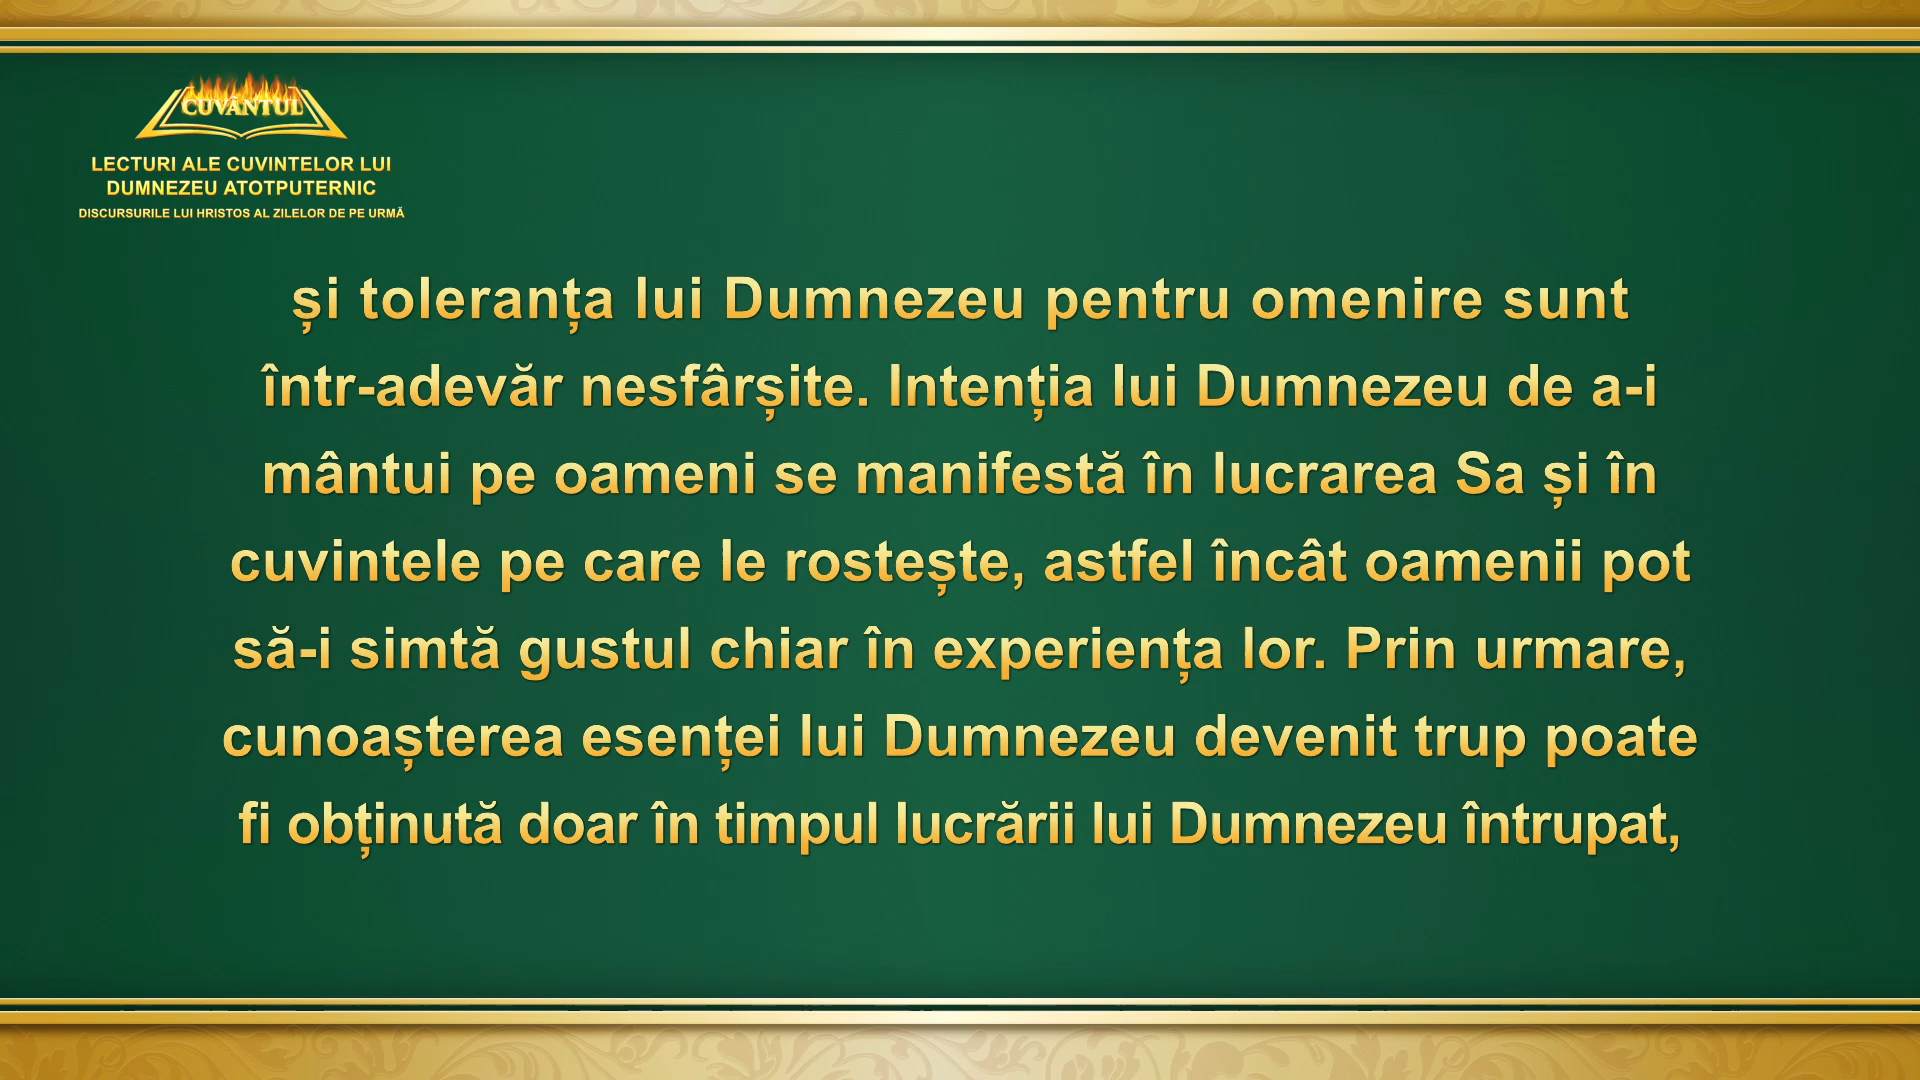 CUVÂNTUL
LECTURI ALE CUVINTELOR LUI
DUMNEZEU ATOTPUTERNIC
DISCURSURILE LUI HRISTOS AL ZILELOR DE PE URMĂ
și toleranța lui Dumnezeu pentru omenire sunt
într-adevăr nesfârșite. Intenția lui Dumnezeu de a-i
mântui pe oameni se manifestă în lucrarea Sa și în
cuvintele pe care le rostește, astfel încât oamenii pot
să-i simtă gustul chiar în experiența lor. Prin urmare,
cunoașterea esenței lui Dumnezeu devenit trup poate
fi obținută doar în timpul lucrării lui Dumnezeu întrupat,